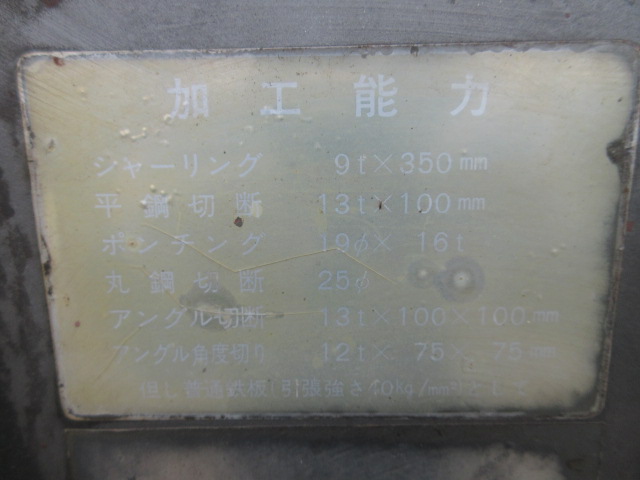 加工能力
シャーリング 9t×350mm
平鋼切断 13t×100mm
ポンチング 19φ× 16t
丸鋼切断 25φ
アングル切断 13t×100×100mm
アングル角度切り 12t× 75× 75mm
但し普通鉄板(引張強さ40Kg/mm²)として